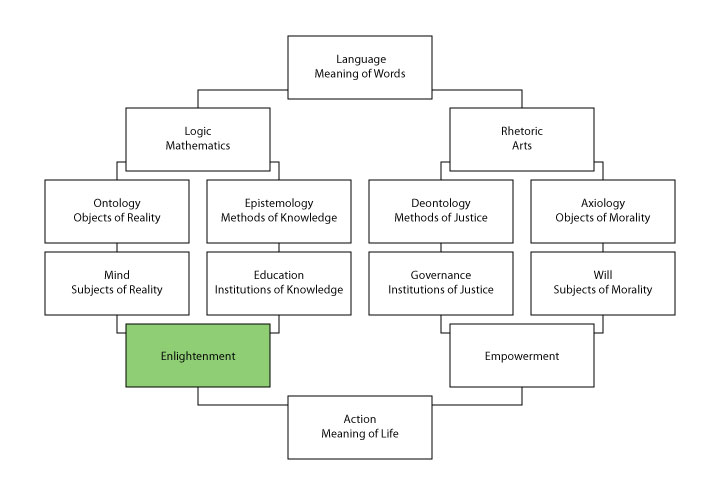 Language
Meaning of Words
Logic
Mathematics
Rhetoric
Arts
Ontology
Objects of Reality
Epistemology
Methods of Knowledge
Deontology
Methods of Justice
Axiology
Objects of Morality
Mind
Subjects of Reality
Education
Institutions of Knowledge
Governance
Institutions of Justice
Will
Subjects of Morality
Enlightenment
Empowerment
Action
Meaning of Life